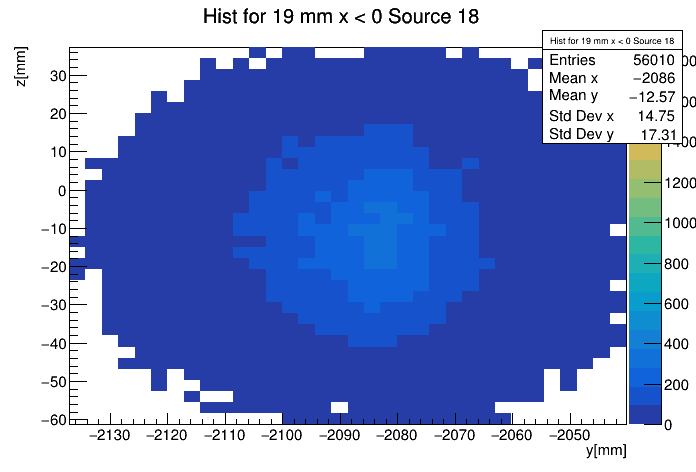 Hist for 19 mm x < 0 Source 18
Hist for 19 mm x < 0 Source 18
Entries 56010
Mean x −2086
Mean y −12.57
Std Dev x 14.75
Std Dev y 17.31
z[mm]
30
20
10
0
−10
−20
−30
−40
−50
−60
−2130 −2120 −2110 −2100 −2090 −2080 −2070 −2060 −2050
y[mm]
1200
1000
800
600
400
200
0